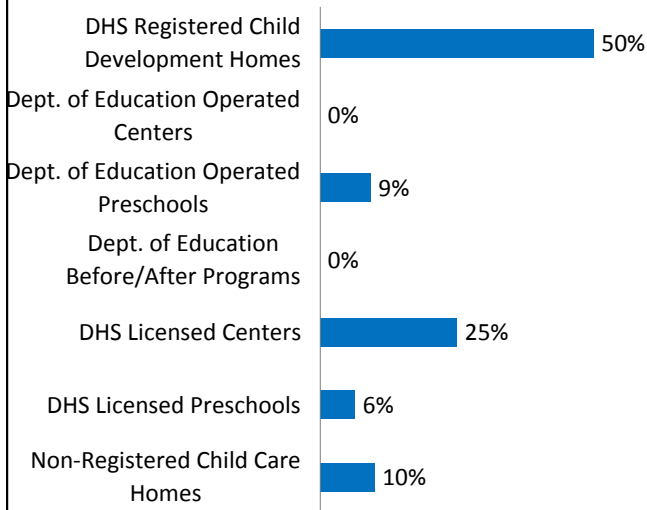 DHS Registered Child
Development Homes
50%
Dept. of Education Operated
Centers
0%
Dept. of Education Operated
Preschools
9%
Dept. of Education
Before/After Programs
0%
DHS Licensed Centers
25%
DHS Licensed Preschools
6%
Non-Registered Child Care
Homes
10%